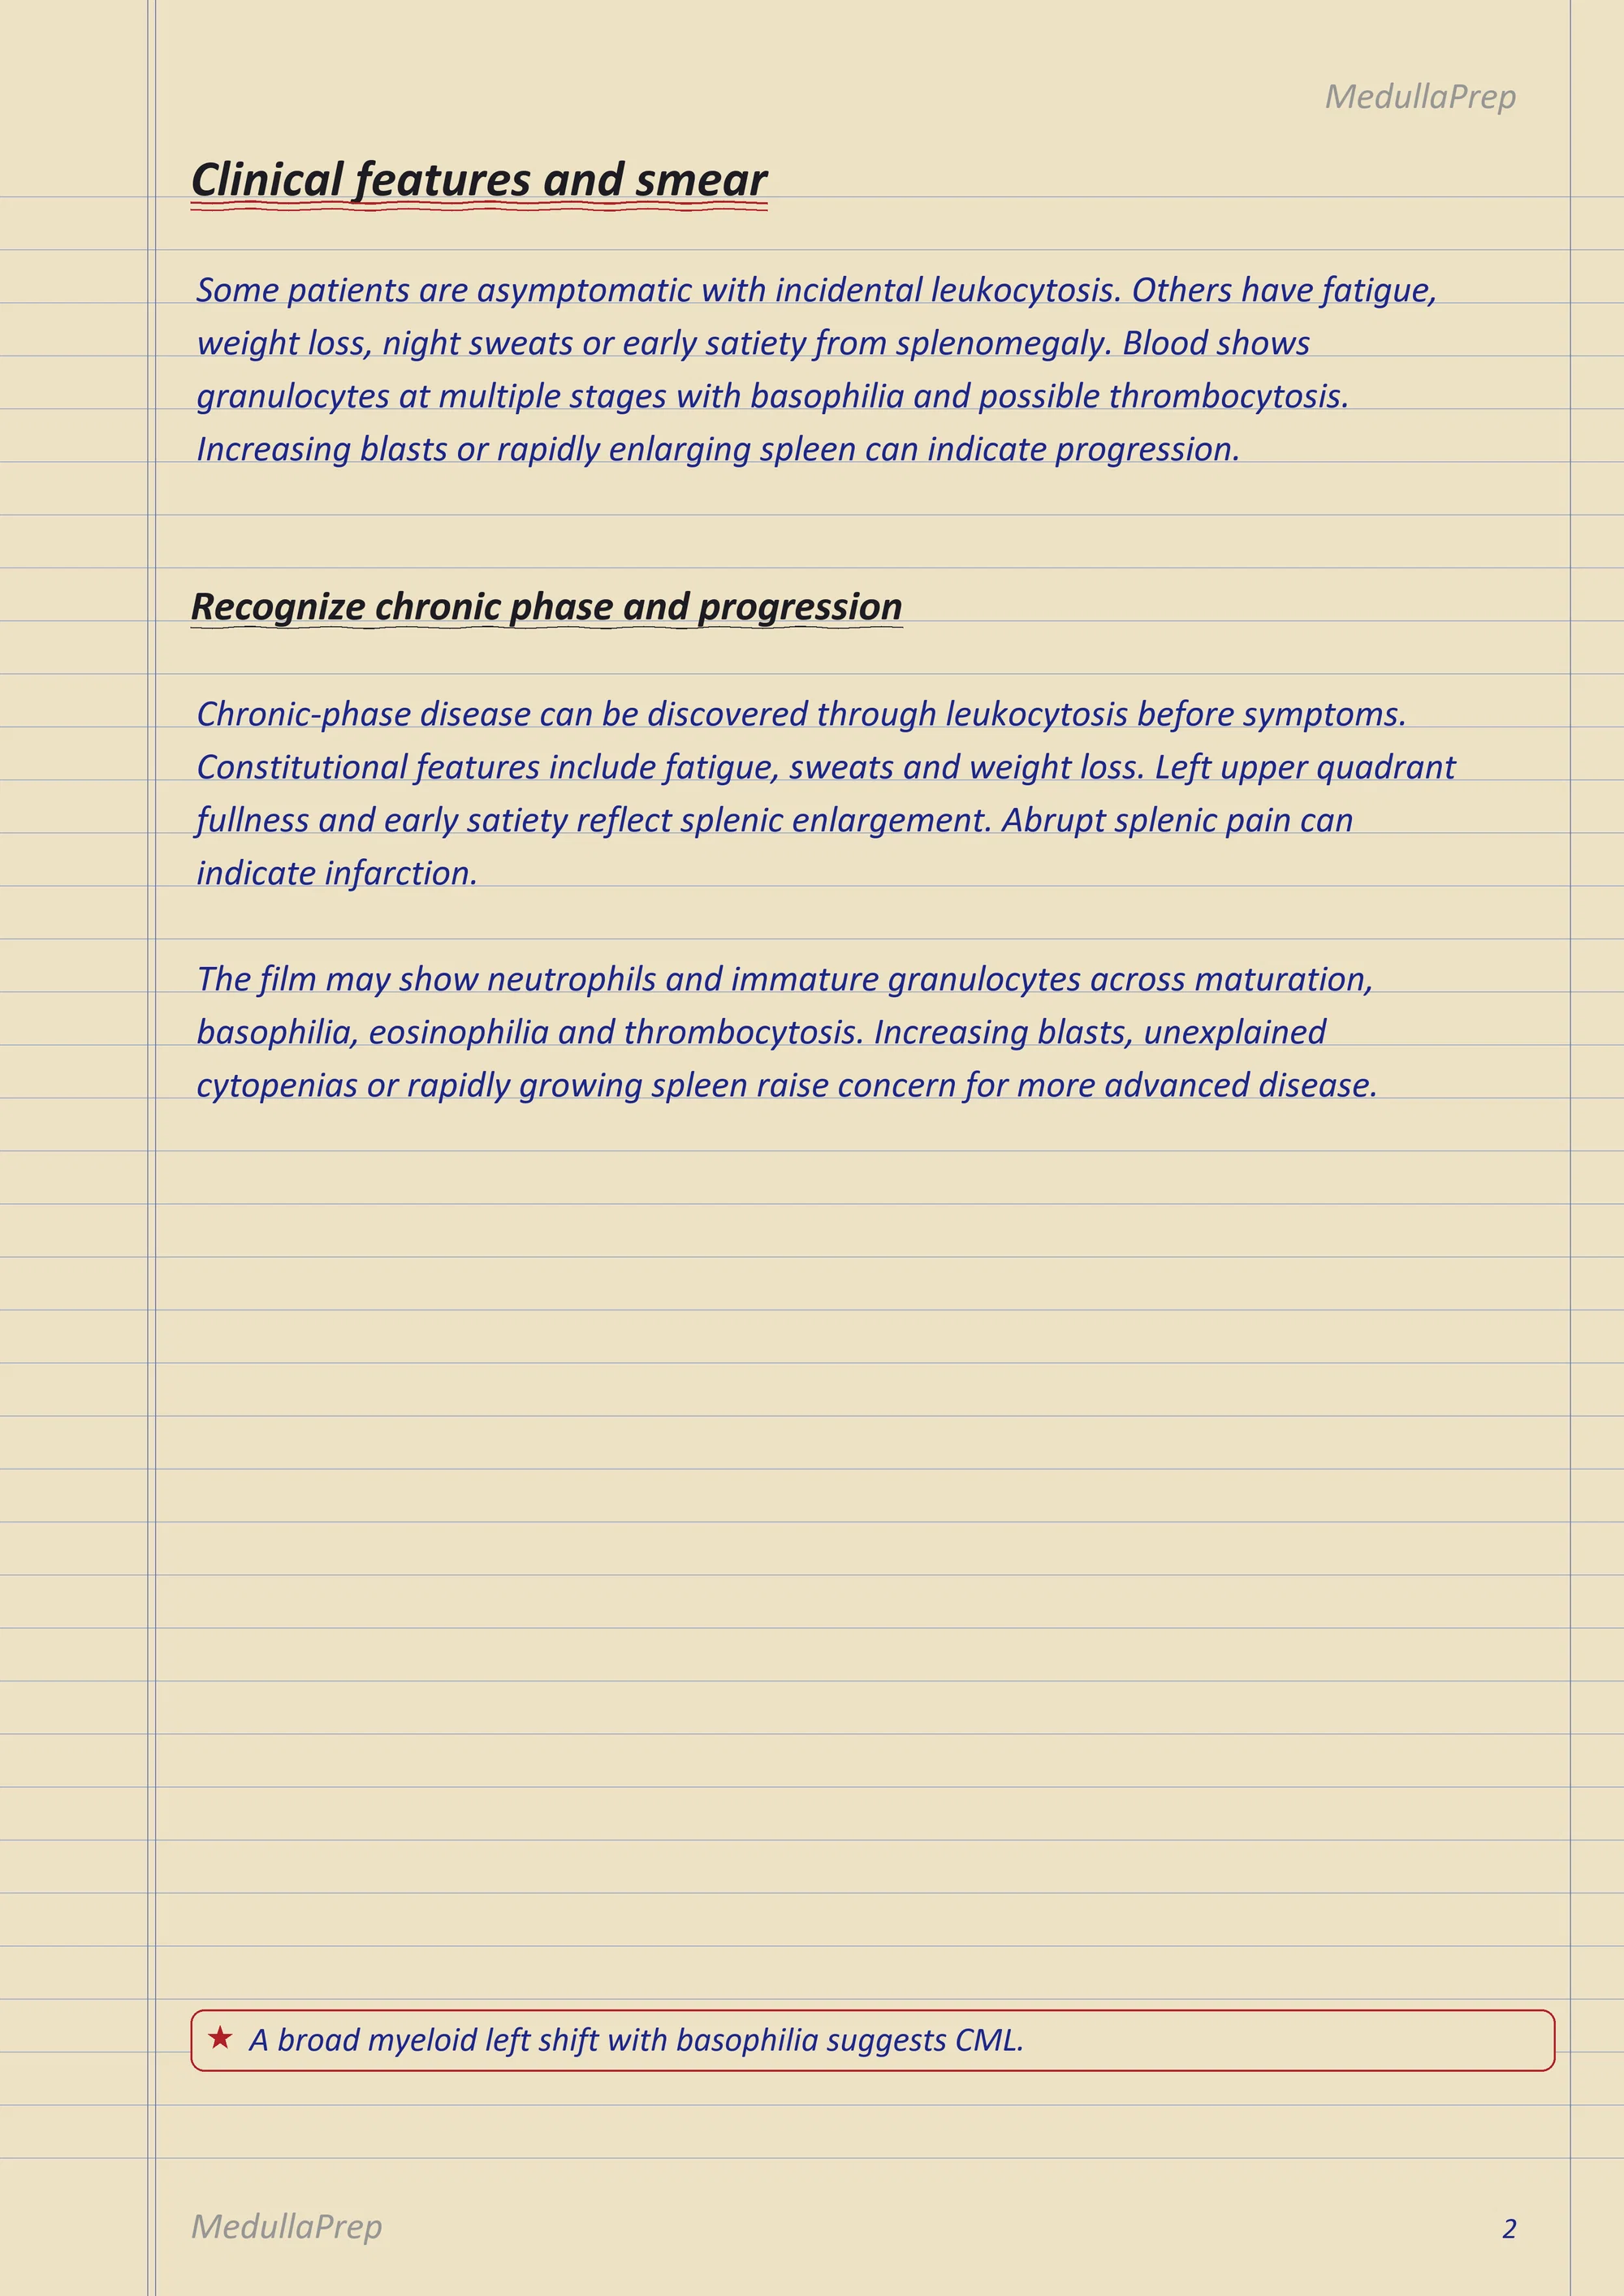 MedullaPrep
Clinical features and smear
Some patients are asymptomatic with incidental leukocytosis. Others have fatigue,
weight loss, night sweats or early satiety from splenomegaly. Blood shows
granulocytes at multiple stages with basophilia and possible thrombocytosis.
Increasing blasts or rapidly enlarging spleen can indicate progression.
Recognize chronic phase and progression
Chronic-phase disease can be discovered through leukocytosis before symptoms.
Constitutional features include fatigue, sweats and weight loss. Left upper quadrant
fullness and early satiety reflect splenic enlargement. Abrupt splenic pain can
indicate infarction.
The film may show neutrophils and immature granulocytes across maturation,
basophilia, eosinophilia and thrombocytosis. Increasing blasts, unexplained
cytopenias or rapidly growing spleen raise concern for more advanced disease.
★ A broad myeloid left shift with basophilia suggests CML.
MedullaPrep
2